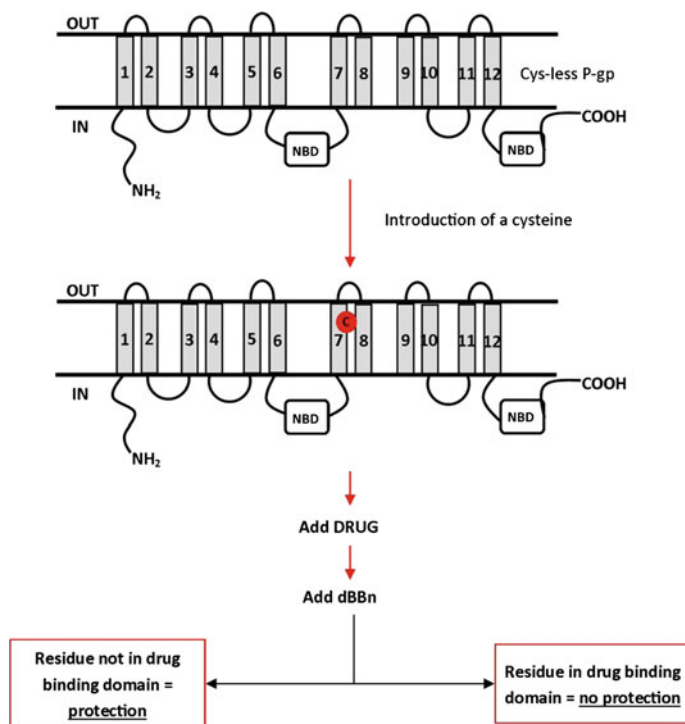 OUT
1 2 3 4 5 6 7 8 9 10 11 12
Cys-less P-gp
IN
NBD
NBD
COOH
NH2
Introduction of a cysteine
OUT
C
1 2 3 4 5 6 7 8 9 10 11 12
IN
NBD
NBD
COOH
NH2
Add DRUG
Add dBBn
Residue not in drug
binding domain =
protection
Residue in drug binding
domain = no protection